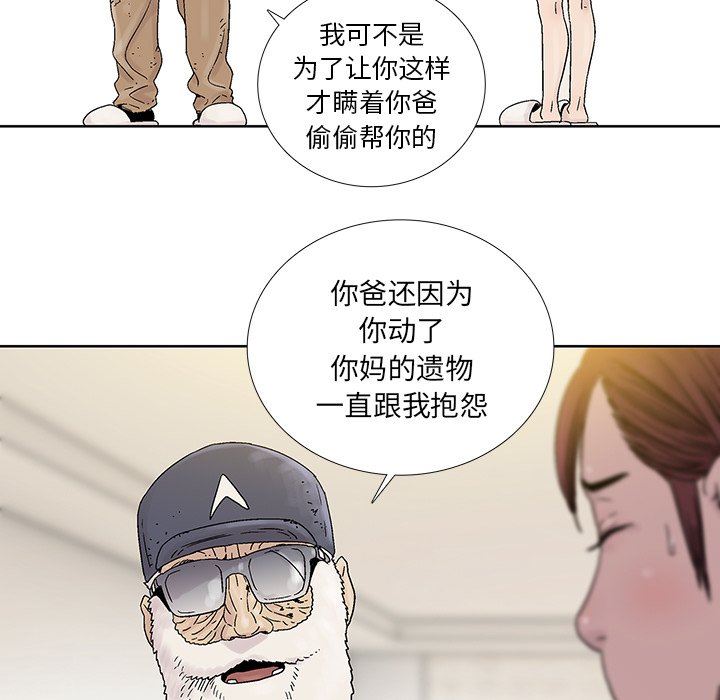 我可不是
为了让你这样
才瞒着你爸
偷偷帮你的
你爸还因为
你动了
你妈的遗物
一直跟我抱怨